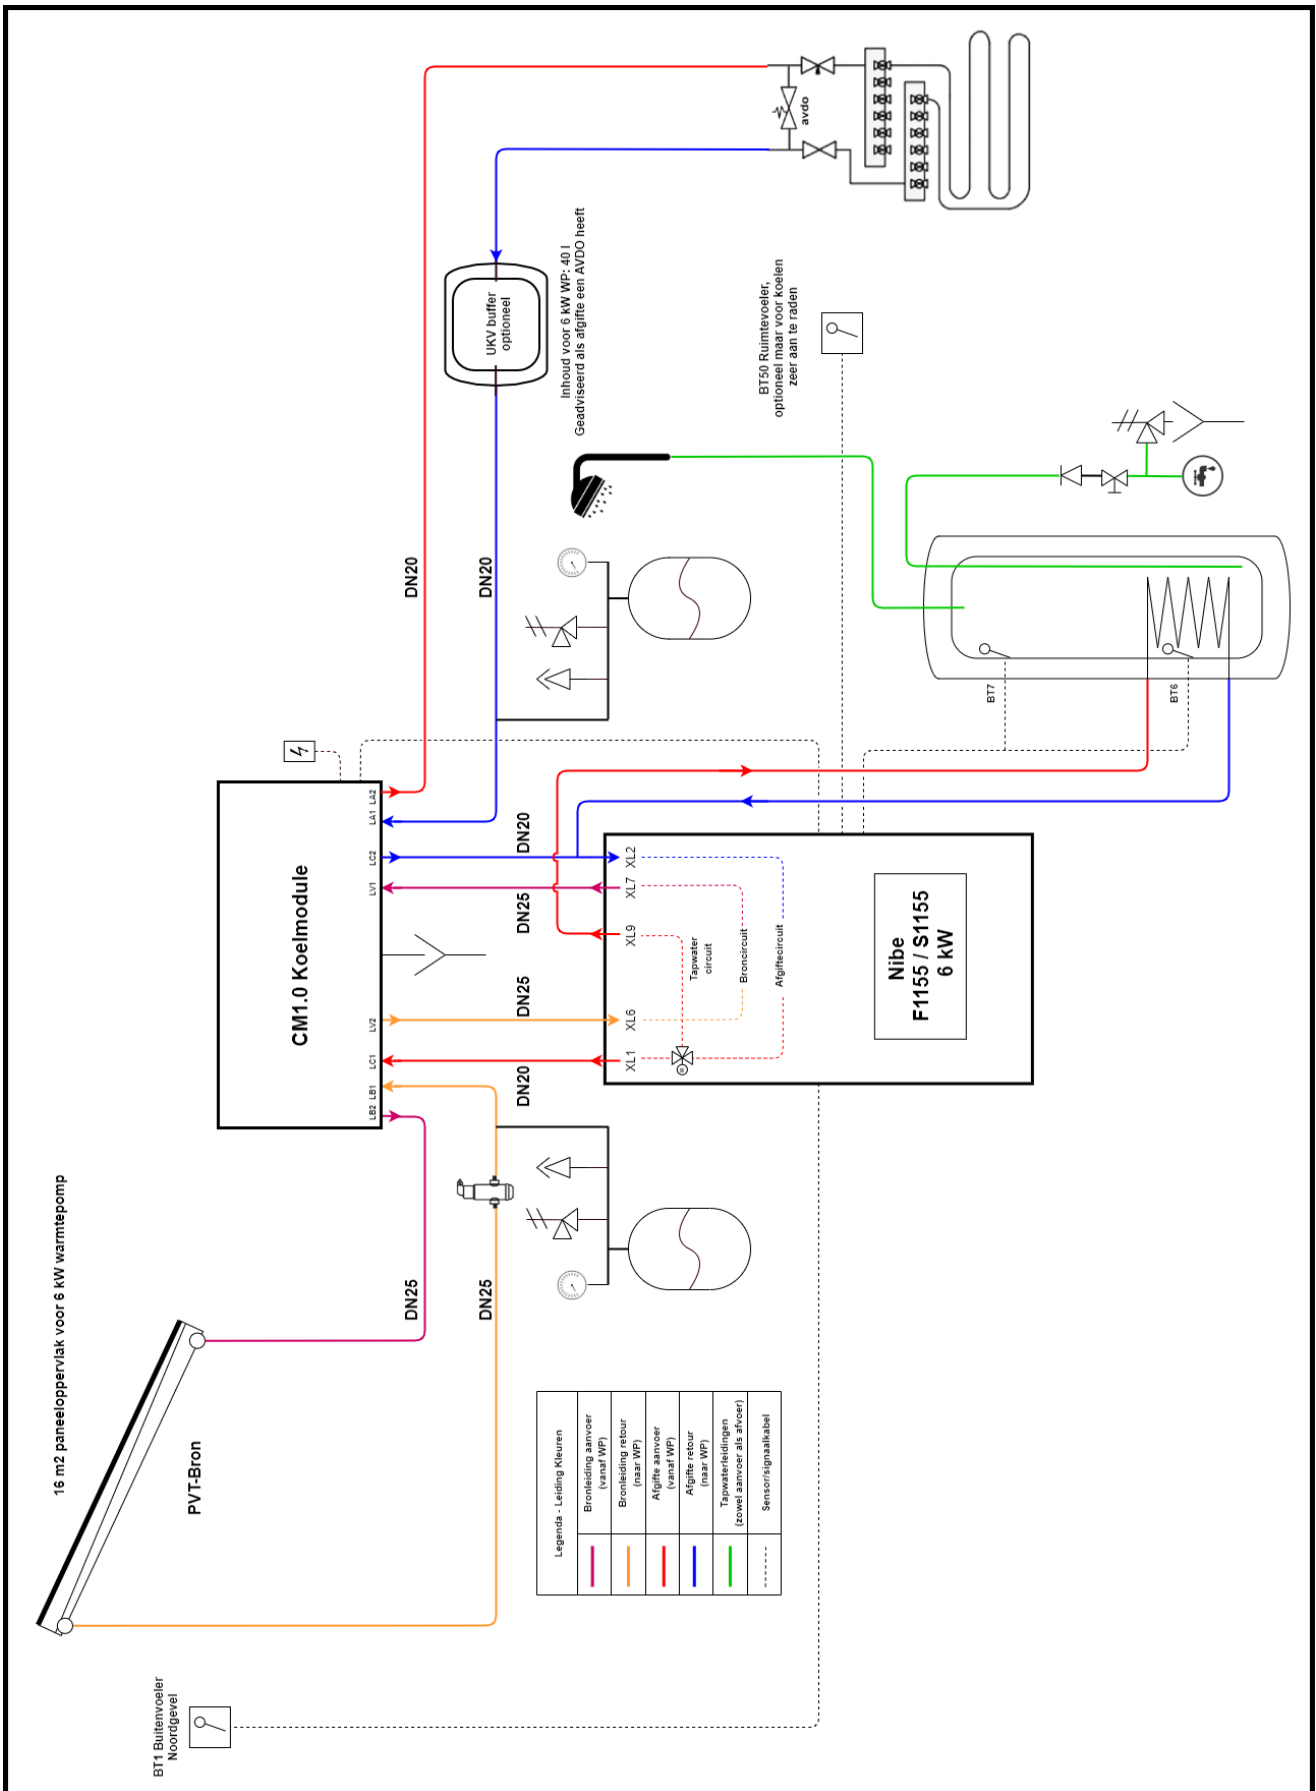 avdo
UKV buffer
optioneel
Inhoud voor 6 kW WP: 40 l
Geadviseerd als afgifte een AVDO heeft
BT50 Ruimtevoeler,
optioneel maar voor koelen
zeer aan te raden
DN20
DN20
BT7
BT6
CM1.0 Koelmodule
LA2
LA1
LC2
LV1
LV2
LC1
LB1
LB2
DN20
DN25
DN25
DN20
XL2
XL7
XL9
XL6
XL1
Tapwater
circuit
Broncircuit
Afgiftecircuit
Nibe
F1155 / S1155
6 kW
M
16 m2 paneeloppervlak voor 6 kW warmtepomp
PVT-Bron
DN25
DN25
Legenda - Leiding Kleuren
Bronleiding aanvoer
(vanaf WP)
Bronleiding retour
(naar WP)
Afgifte aanvoer
(vanaf WP)
Afgifte retour
(naar WP)
Tapwaterleidingen
(zowel aanvoer als afvoer)
Sensor/signaalkabel
BT1 Buitenvoeler
Noordgevel